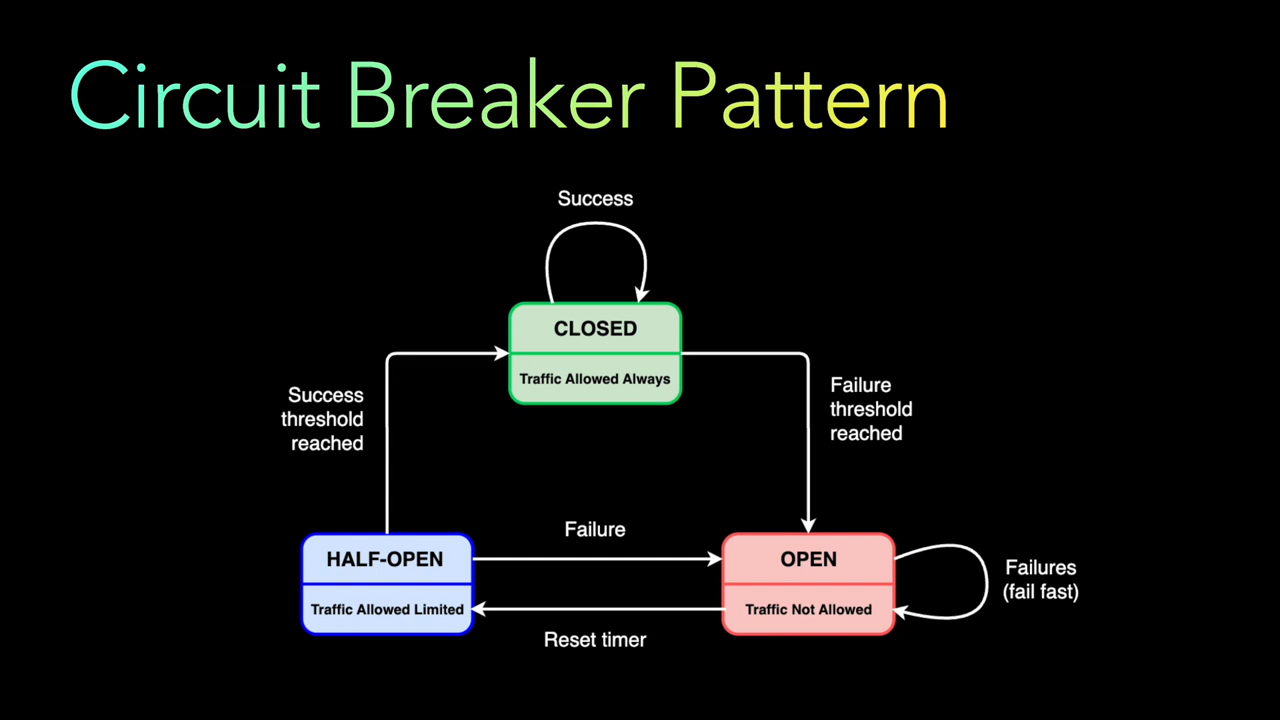 Circuit Breaker Pattern
Success
CLOSED
Traffic Allowed Always
Success
threshold
reached
Failure
threshold
reached
Failure
HALF-OPEN
Traffic Allowed Limited
OPEN
Traffic Not Allowed
Failures
(fail fast)
Reset timer